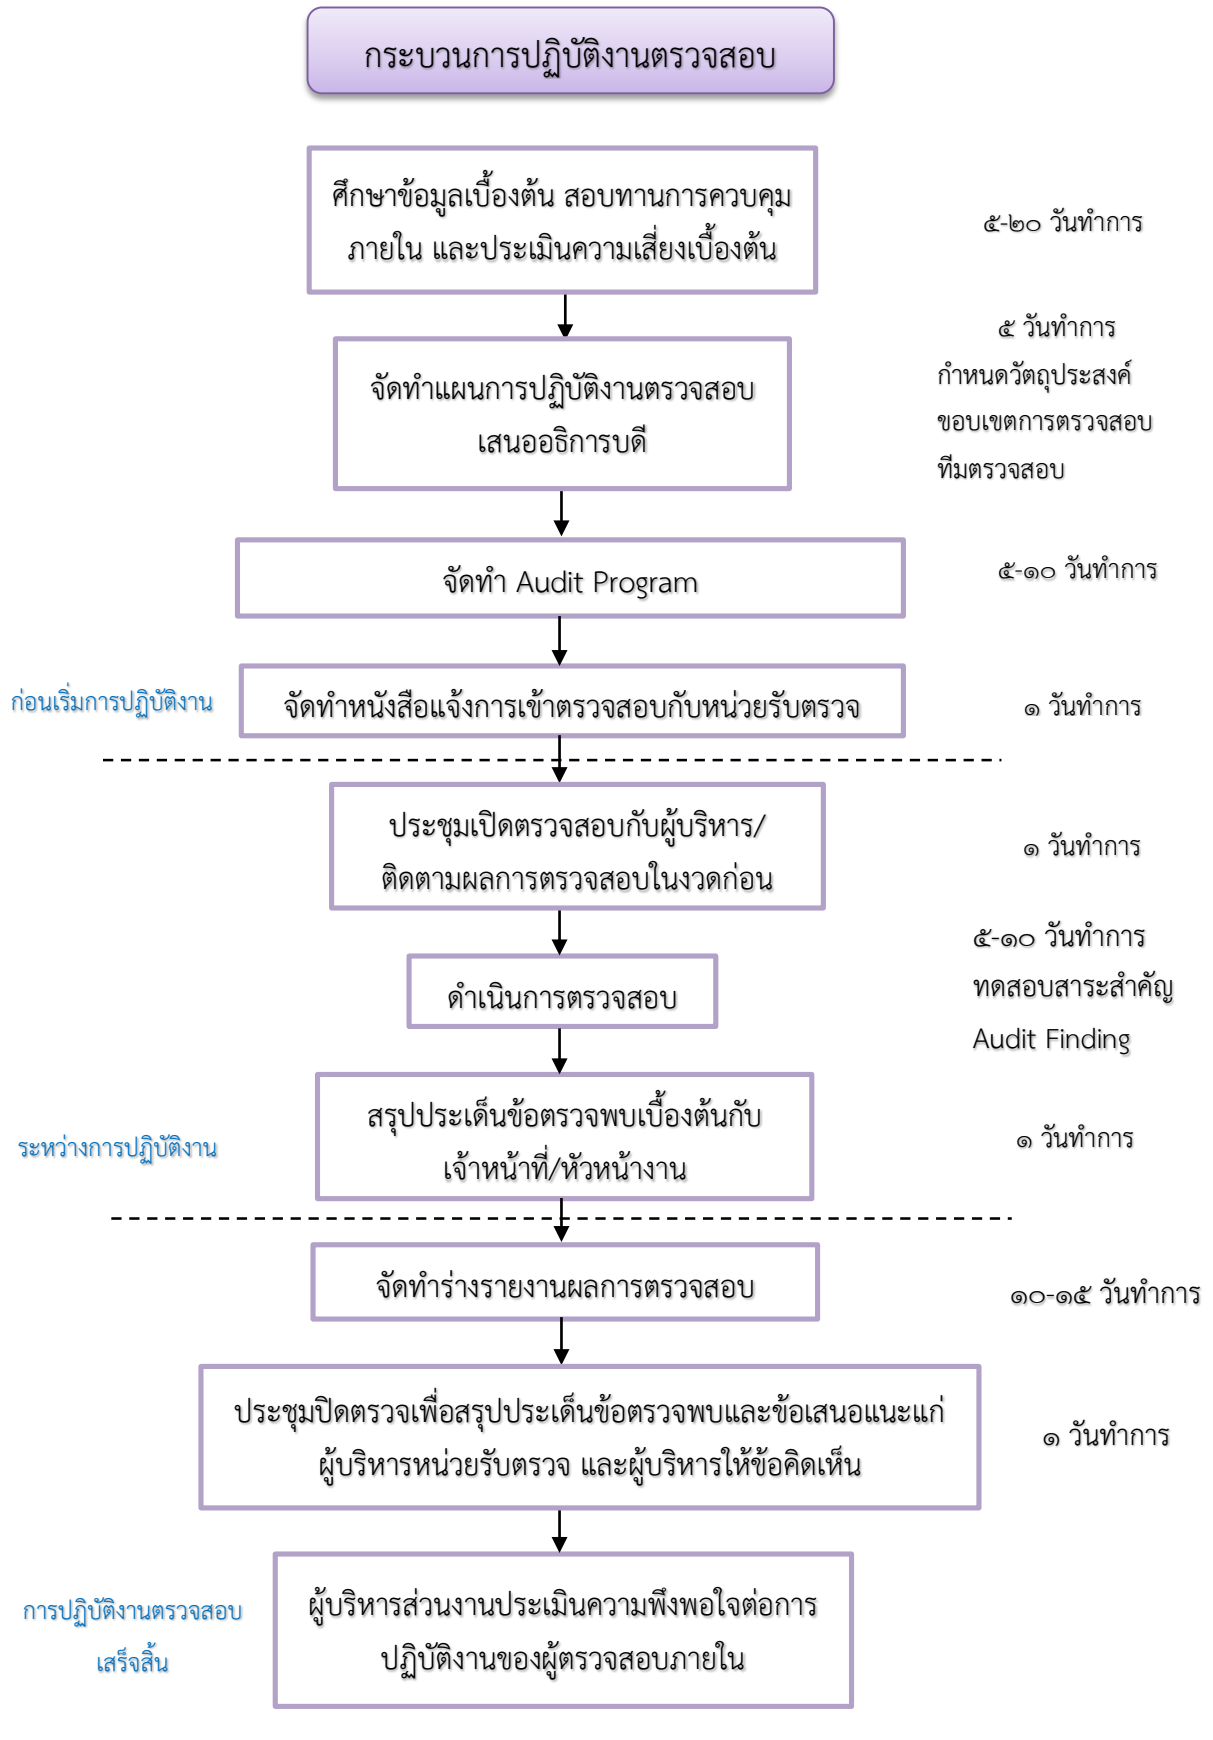 กระบวนการปฏิบัติงานตรวจสอบ
ศึกษาข้อมูลเบื้องต้น สอบทานการควบคุม
ภายใน และประเมินความเสี่ยงเบื้องต้น
๕-๒๐ วันทำการ
จัดทำแผนการปฏิบัติงานตรวจสอบ
เสนออธิการบดี
๕ วันทำการ
กำหนดวัตถุประสงค์
ขอบเขตการตรวจสอบ
ทีมตรวจสอบ
จัดทำ Audit Program
๕-๑๐ วันทำการ
ก่อนเริ่มการปฏิบัติงาน
จัดทำหนังสือแจ้งการเข้าตรวจสอบกับหน่วยรับตรวจ
๑ วันทำการ
ประชุมเปิดตรวจสอบกับผู้บริหาร/
ติดตามผลการตรวจสอบในงวดก่อน
๑ วันทำการ
ดำเนินการตรวจสอบ
๕-๑๐ วันทำการ
ทดสอบสาระสำคัญ
Audit Finding
ระหว่างการปฏิบัติงาน
สรุปประเด็นข้อตรวจพบเบื้องต้นกับ
เจ้าหน้าที่/หัวหน้างาน
๑ วันทำการ
จัดทำร่างรายงานผลการตรวจสอบ
๑๐-๑๕ วันทำการ
ประชุมปิดตรวจเพื่อสรุปประเด็นข้อตรวจพบและข้อเสนอแนะแก่
ผู้บริหารหน่วยรับตรวจ และผู้บริหารให้ข้อคิดเห็น
๑ วันทำการ
การปฏิบัติงานตรวจสอบ
เสร็จสิ้น
ผู้บริหารส่วนงานประเมินความพึงพอใจต่อการ
ปฏิบัติงานของผู้ตรวจสอบภายใน